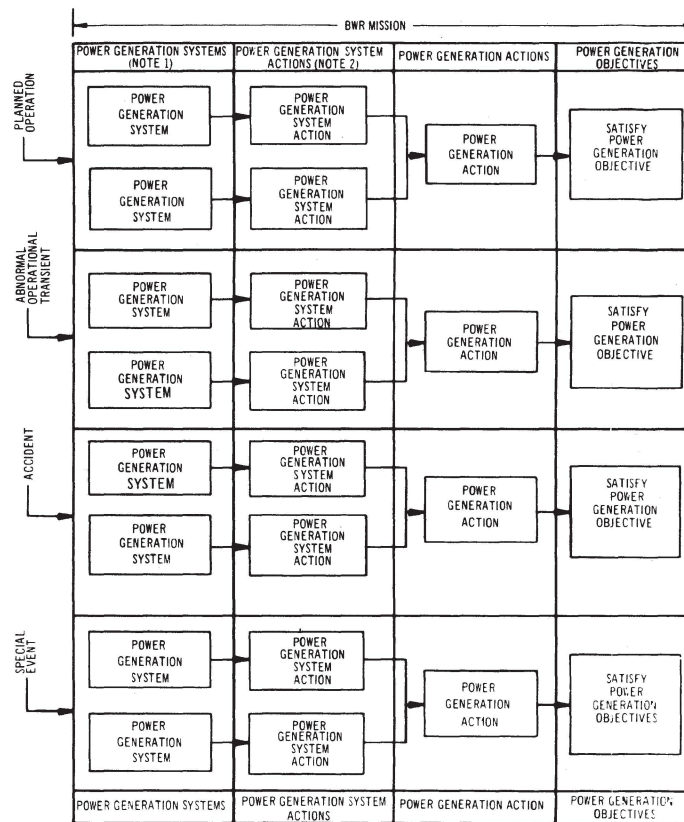 BWR MISSION
POWER GENERATION SYSTEMS
(NOTE 1)
POWER GENERATION SYSTEM
ACTIONS (NOTE 2)
POWER GENERATION ACTIONS
POWER GENERATION
OBJECTIVES
PLANNED
OPERATION
POWER
GENERATION
SYSTEM
POWER
GENERATION
SYSTEM
ACTION
POWER
GENERATION
SYSTEM
POWER
GENERATION
SYSTEM
ACTION
POWER
GENERATION
ACTION
SATISFY
POWER
GENERATION
OBJECTIVE
ABNORMAL
OPERATIONAL
TRANSIENT
POWER
GENERATION
SYSTEM
POWER
GENERATION
SYSTEM
ACTION
POWER
GENERATION
SYSTEM
POWER
GENERATION
SYSTEM
ACTION
POWER
GENERATION
ACTION
SATISFY
POWER
GENERATION
OBJECTIVE
ACCIDENT
POWER
GENERATION
SYSTEM
POWER
GENERATION
SYSTEM
ACTION
POWER
GENERATION
SYSTEM
POWER
GENERATION
SYSTEM
ACTION
POWER
GENERATION
ACTION
SATISFY
POWER
GENERATION
OBJECTIVE
SPECIAL
EVENT
POWER
GENERATION
SYSTEM
POWER
GENERATION
SYSTEM
ACTION
POWER
GENERATION
SYSTEM
POWER
GENERATION
SYSTEM
ACTION
POWER
GENERATION
ACTION
SATISFY
POWER
GENERATION
OBJECTIVES
POWER GENERATION SYSTEMS
POWER GENERATION SYSTEM
ACTIONS
POWER GENERATION ACTION
POWER GENERATION
OBJECTIVES